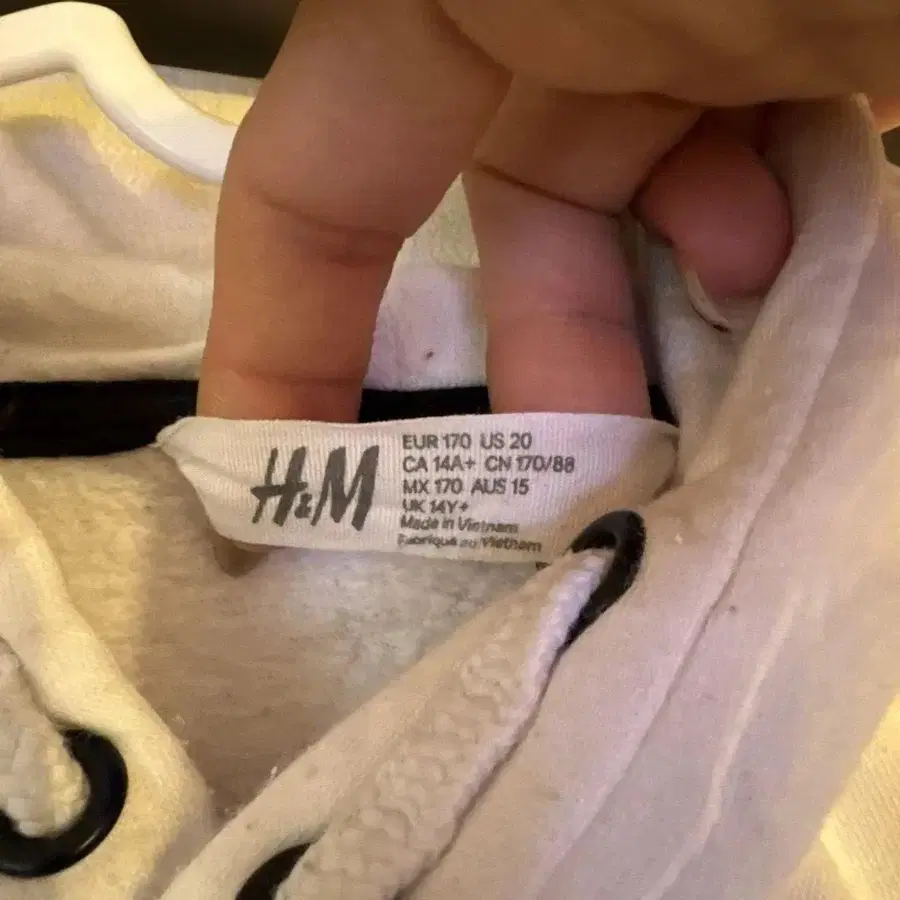 H&M
EUR 170 US 20
CA 14A+ CN 170/88
MX 170 AUS 15
UK 14Y+
Made in Vietnam
Fabriqué au Vietnam